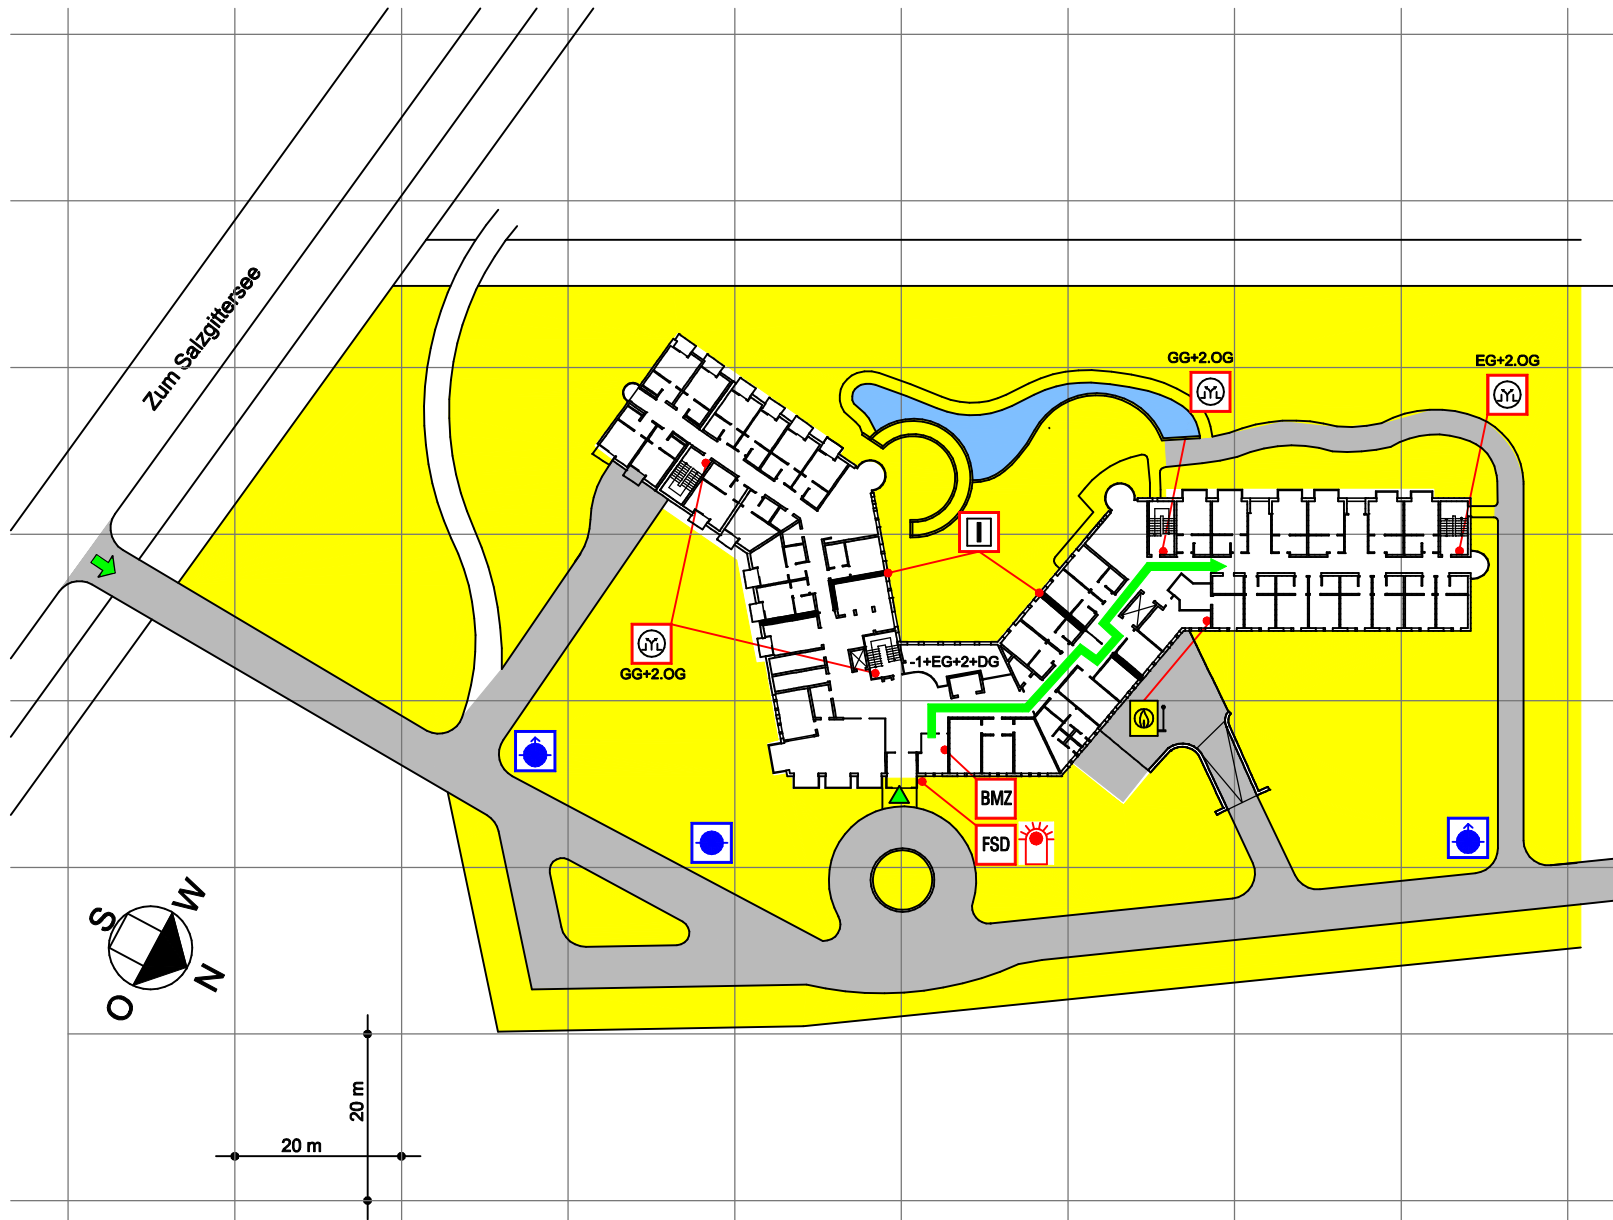 Zum Salzgittersee
GG+2.OG
EG+2.OG
GG+2.OG
-1+EG+2+DG
BMZ
FSD
S
W
N
O
20 m
20 m